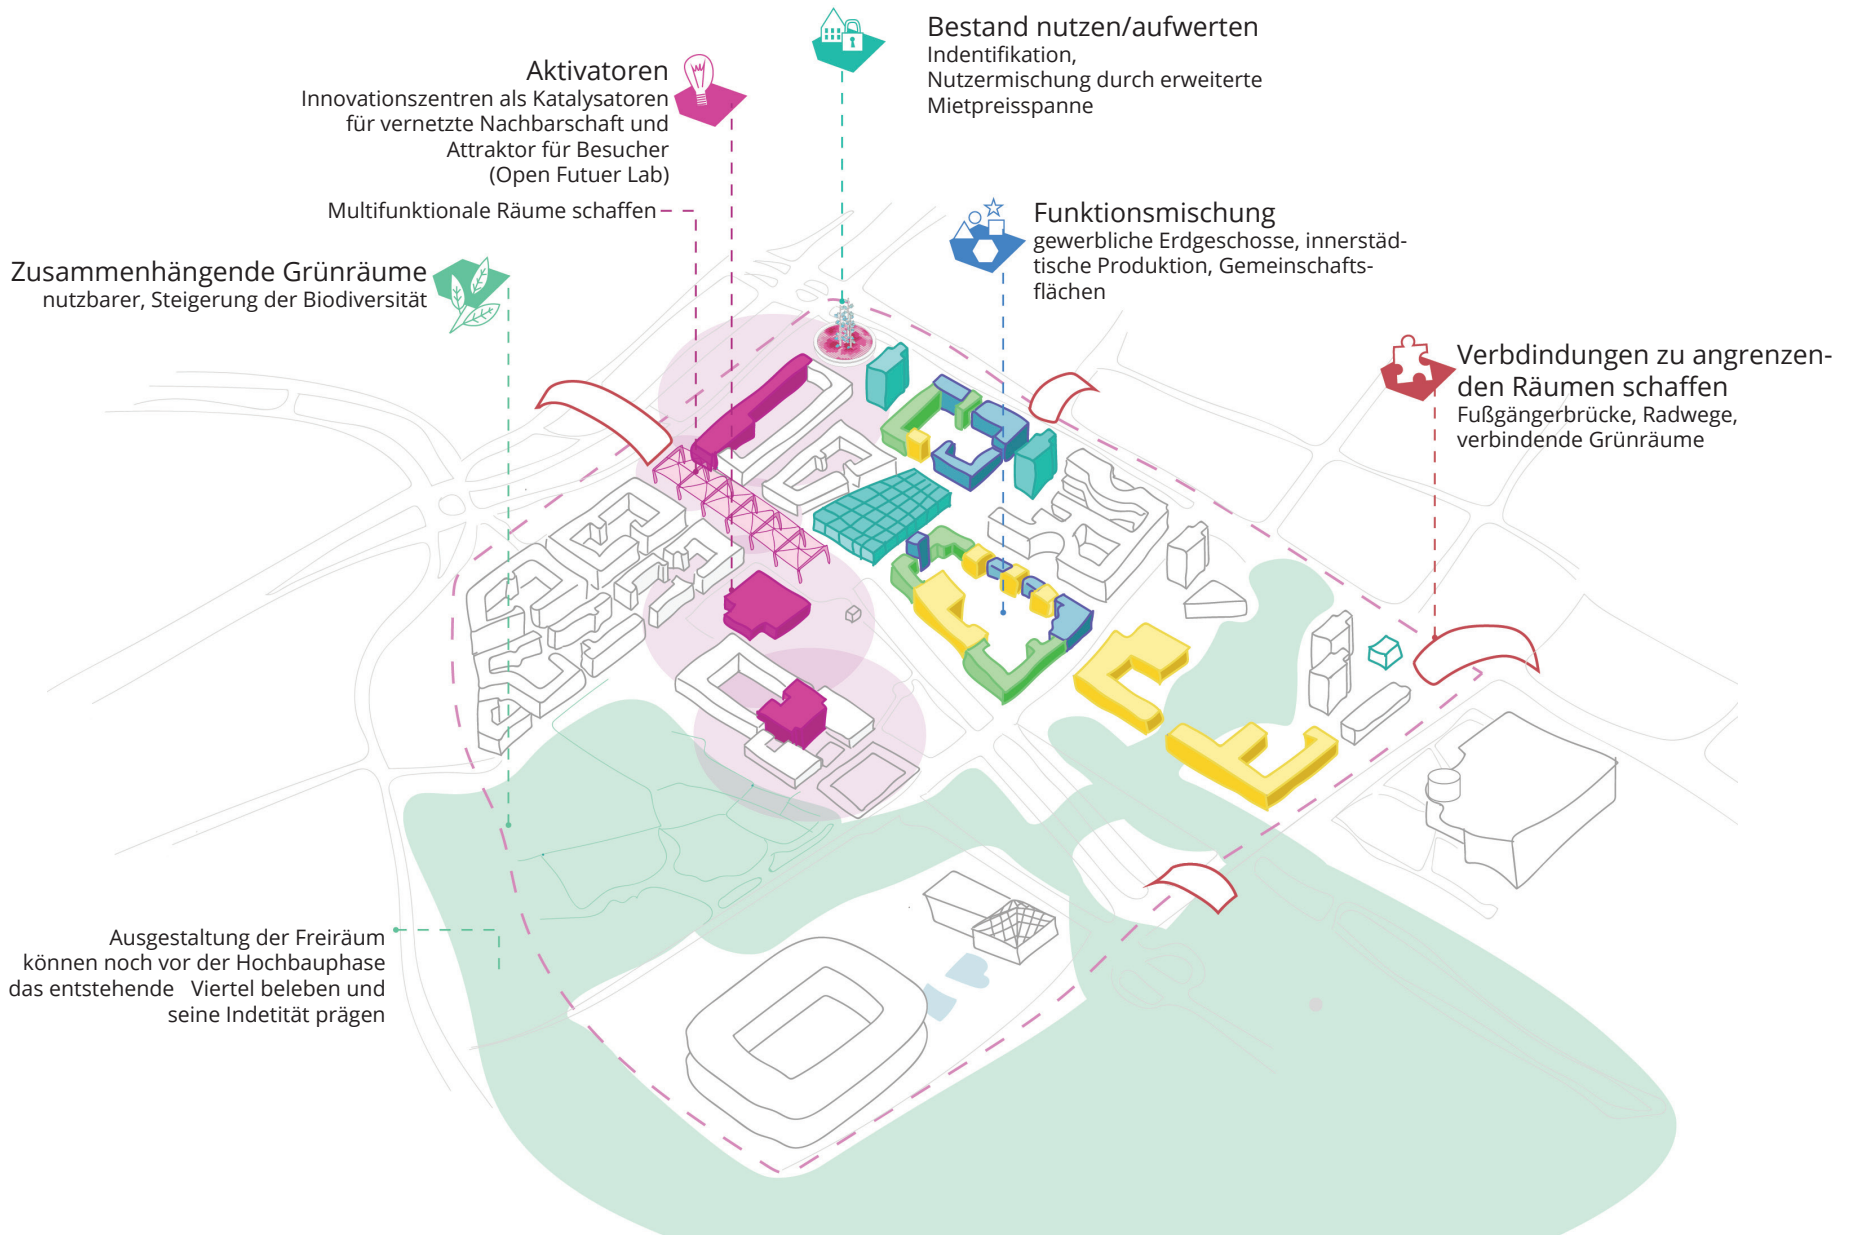 Bestand nutzen/aufwerten
Indentifikation,
Nutzermischung durch erweiterte
Mietpreisspanne
Aktivatoren
Innovationszentren als Katalysatoren
für vernetzte Nachbarschaft und
Attraktor für Besucher
(Open Futuer Lab)
Multifunktionale Räume schaffen
Funktionsmischung
gewerbliche Erdgeschosse, innerstäd-
tische Produktion, Gemeinschafts-
flächen
Zusammenhängende Grünräume
nutzbarer, Steigerung der Biodiversität
Verbdindungen zu angrenzen-
den Räumen schaffen
Fußgängerbrücke, Radwege,
verbindende Grünräume
Ausgestaltung der Freiräum
können noch vor der Hochbauphase
das entstehende Viertel beleben und
seine Indetität prägen